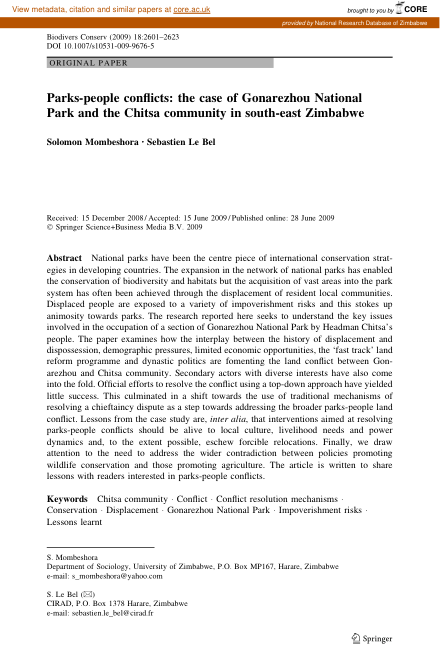 View metadata, citation and similar papers at core.ac.uk
brought to you by CORE
provided by National Research Database of Zimbabwe
Biodivers Conserv (2009) 18:2601–2623
DOI 10.1007/s10531-009-9676-5
ORIGINAL PAPER
Parks-people conflicts: the case of Gonarezhou National
Park and the Chitsa community in south-east Zimbabwe
Solomon Mombeshora · Sebastien Le Bel
Received: 15 December 2008 / Accepted: 15 June 2009 / Published online: 28 June 2009
© Springer Science+Business Media B.V. 2009
Abstract National parks have been the centre piece of international conservation strat-
egies in developing countries. The expansion in the network of national parks has enabled
the conservation of biodiversity and habitats but the acquisition of vast areas into the park
system has often been achieved through the displacement of resident local communities.
Displaced people are exposed to a variety of impoverishment risks and this stokes up
animosity towards parks. The research reported here seeks to understand the key issues
involved in the occupation of a section of Gonarezhou National Park by Headman Chitsa's
people. The paper examines how the interplay between the history of displacement and
dispossession, demographic pressures, limited economic opportunities, the 'fast track' land
reform programme and dynastic politics are fomenting the land conflict between Gon-
arezhou and Chitsa community. Secondary actors with diverse interests have also come
into the fold. Official efforts to resolve the conflict using a top-down approach have yielded
little success. This culminated in a shift towards the use of traditional mechanisms of
resolving a chieftaincy dispute as a step towards addressing the broader parks-people land
conflict. Lessons from the case study are, inter alia, that interventions aimed at resolving
parks-people conflicts should be alive to local culture, livelihood needs and power
dynamics and, to the extent possible, eschew forcible relocations. Finally, we draw
attention to the need to address the wider contradiction between policies promoting
wildlife conservation and those promoting agriculture. The article is written to share
lessons with readers interested in parks-people conflicts.
Keywords Chitsa community · Conflict · Conflict resolution mechanisms ·
Conservation · Displacement · Gonarezhou National Park · Impoverishment risks ·
Lessons learnt
S. Mombeshora
Department of Sociology, University of Zimbabwe, P.O. Box MP167, Harare, Zimbabwe
e-mail: s_mombeshora@yahoo.com
S. Le Bel (✉)
CIRAD, P.O. Box 1378 Harare, Zimbabwe
e-mail: sebastien.le_bel@cirad.fr
Springer